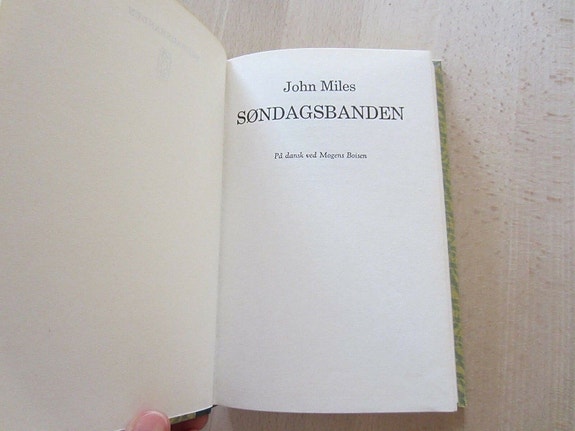 John Miles
SØNDAGSBANDEN
På dansk ved Mogens Boisen